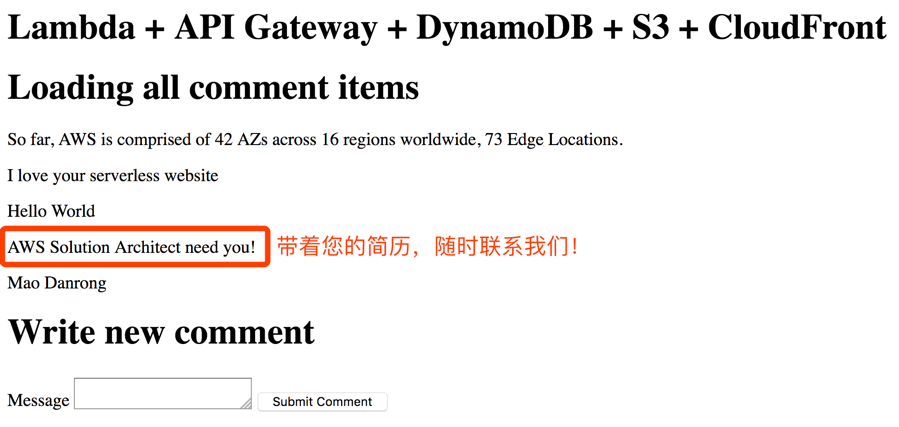 Lambda + API Gateway + DynamoDB + S3 + CloudFront
Loading all comment items
So far, AWS is comprised of 42 AZs across 16 regions worldwide, 73 Edge Locations.
I love your serverless website
Hello World
AWS Solution Architect need you! 带着您的简历，随时联系我们！
Mao Danrong
Write new comment
Message Submit Comment